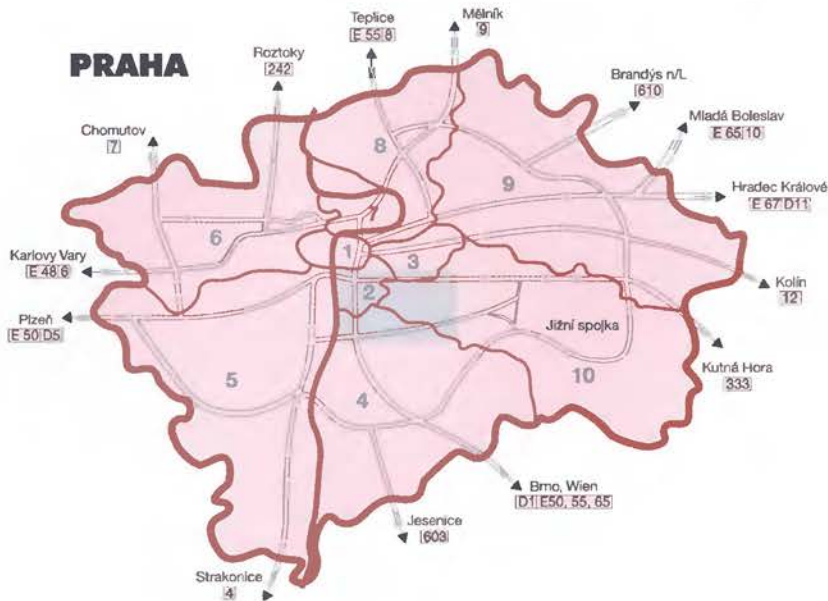 PRAHA
Teplice
E 55 8
Mělník
9
Roztoky
242
Brandýs n/L
610
Chomutov
7
Mladá Boleslav
E 65 10
8
9
Hradec Králové
E 67 D11
6
1
3
Karlovy Vary
E 48 6
Kolín
12
2
Plzeň
E 50 D5
Jižní spojka
Kutná Hora
333
5
4
10
Brno, Wien
D1 E50, 55, 65
Jesenice
603
Strakonice
4